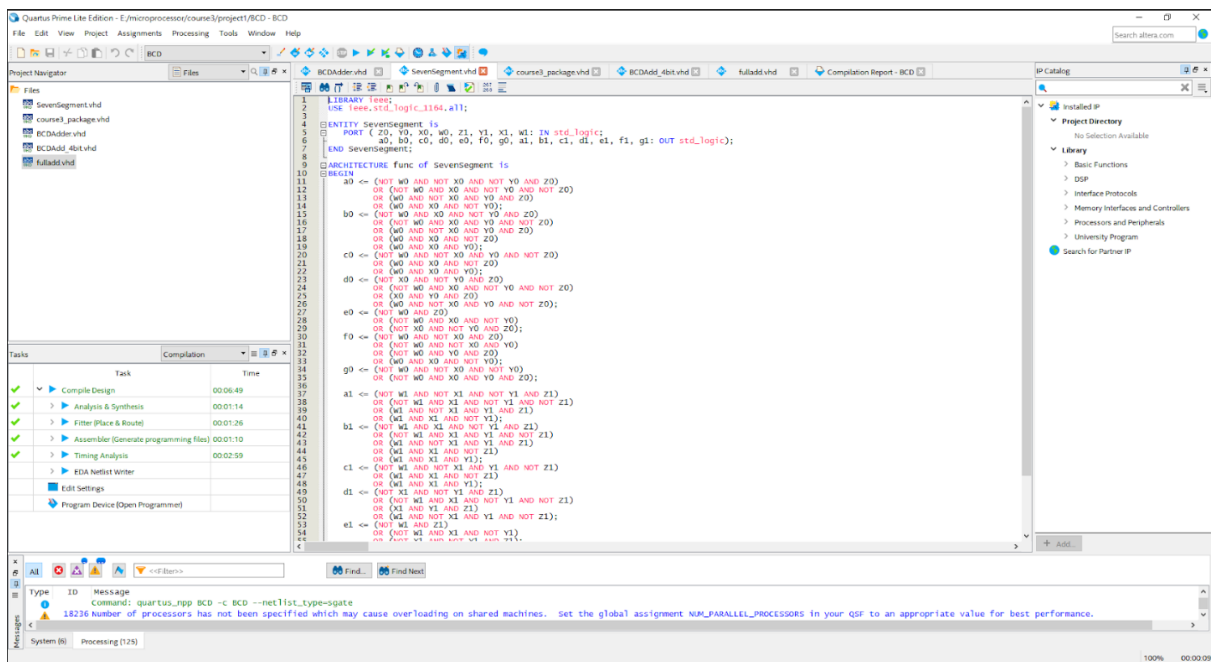 Quartus Prime Lite Edition - E:/microprocessor/course3/project1/BCD - BCD
File Edit View Project Assignments Processing Tools Window Help
Search altera.com
BCD
Project Navigator Files
Files
SevenSegment.vhd
course3_package.vhd
BCDAdder.vhd
BCDAdd_4bit.vhd
fulladd.vhd
Tasks Compilation
Task Time
Compile Design 00:06:49
Analysis & Synthesis 00:01:14
Fitter (Place & Route) 00:01:26
Assembler (Generate programming files) 00:01:10
Timing Analysis 00:02:59
EDA Netlist Writer
Edit Settings
Program Device (Open Programmer)
BCDAdder.vhd SevenSegment.vhd course3_package.vhd BCDAdd_4bit.vhd fulladd.vhd Compilation Report - BCD
1 LIBRARY ieee;
2 USE ieee.std_logic_1164.all;
3
4 ENTITY SevenSegment is
5 PORT ( Z0, Y0, X0, W0, Z1, Y1, X1, W1: IN std_logic;
6 a0, b0, c0, d0, e0, f0, g0, a1, b1, c1, d1, e1, f1, g1: OUT std_logic);
7 END SevenSegment;
8
9 ARCHITECTURE func of SevenSegment is
10 BEGIN
11 a0 <= (NOT W0 AND NOT X0 AND NOT Y0 AND Z0)
12 OR (NOT W0 AND X0 AND NOT Y0 AND NOT Z0)
13 OR (W0 AND NOT X0 AND Y0 AND Z0)
14 OR (W0 AND X0 AND NOT Y0);
15 b0 <= (NOT W0 AND X0 AND NOT Y0 AND Z0)
16 OR (NOT W0 AND X0 AND Y0 AND NOT Z0)
17 OR (W0 AND NOT X0 AND Y0 AND Z0)
18 OR (W0 AND X0 AND NOT Z0)
19 OR (W0 AND X0 AND Y0);
20 c0 <= (NOT W0 AND NOT X0 AND Y0 AND NOT Z0)
21 OR (W0 AND X0 AND NOT Z0)
22 OR (W0 AND X0 AND Y0);
23 d0 <= (NOT X0 AND NOT Y0 AND Z0)
24 OR (NOT W0 AND X0 AND NOT Y0 AND NOT Z0)
25 OR (X0 AND Y0 AND Z0)
26 OR (W0 AND NOT X0 AND Y0 AND NOT Z0);
27 e0 <= (NOT W0 AND Z0)
28 OR (NOT W0 AND X0 AND NOT Y0)
29 OR (NOT X0 AND NOT Y0 AND Z0);
30 f0 <= (NOT W0 AND NOT X0 AND Z0)
31 OR (NOT W0 AND NOT X0 AND Y0)
32 OR (NOT W0 AND Y0 AND Z0)
33 OR (W0 AND X0 AND NOT Y0);
34 g0 <= (NOT W0 AND NOT X0 AND NOT Y0)
35 OR (NOT W0 AND X0 AND Y0 AND Z0);
36
37 a1 <= (NOT W1 AND NOT X1 AND NOT Y1 AND Z1)
38 OR (NOT W1 AND X1 AND NOT Y1 AND NOT Z1)
39 OR (W1 AND NOT X1 AND Y1 AND Z1)
40 OR (W1 AND X1 AND NOT Y1);
41 b1 <= (NOT W1 AND X1 AND NOT Y1 AND Z1)
42 OR (NOT W1 AND X1 AND Y1 AND NOT Z1)
43 OR (W1 AND NOT X1 AND Y1 AND Z1)
44 OR (W1 AND X1 AND NOT Z1)
45 OR (W1 AND X1 AND Y1);
46 c1 <= (NOT W1 AND NOT X1 AND Y1 AND NOT Z1)
47 OR (W1 AND X1 AND NOT Z1)
48 OR (W1 AND X1 AND Y1);
49 d1 <= (NOT X1 AND NOT Y1 AND Z1)
50 OR (NOT W1 AND X1 AND NOT Y1 AND NOT Z1)
51 OR (X1 AND Y1 AND Z1)
52 OR (W1 AND NOT X1 AND Y1 AND NOT Z1);
53 e1 <= (NOT W1 AND Z1)
54 OR (NOT W1 AND X1 AND NOT Y1)
55 OR (NOT X1 AND NOT Y1 AND Z1);
IP Catalog
Installed IP
Project Directory
No Selection Available
Library
Basic Functions
DSP
Interface Protocols
Memory Interfaces and Controllers
Processors and Peripherals
University Program
Search for Partner IP
+ Add...
All <<Filter>> Find... Find Next
Type ID Message
Command: quartus_npp BCD -c BCD --netlist_type=sgate
18236 Number of processors has not been specified which may cause overloading on shared machines. Set the global assignment NUM_PARALLEL_PROCESSORS in your QSF to an appropriate value for best performance.
Messages
System (6) Processing (125)
100% 00:00:09